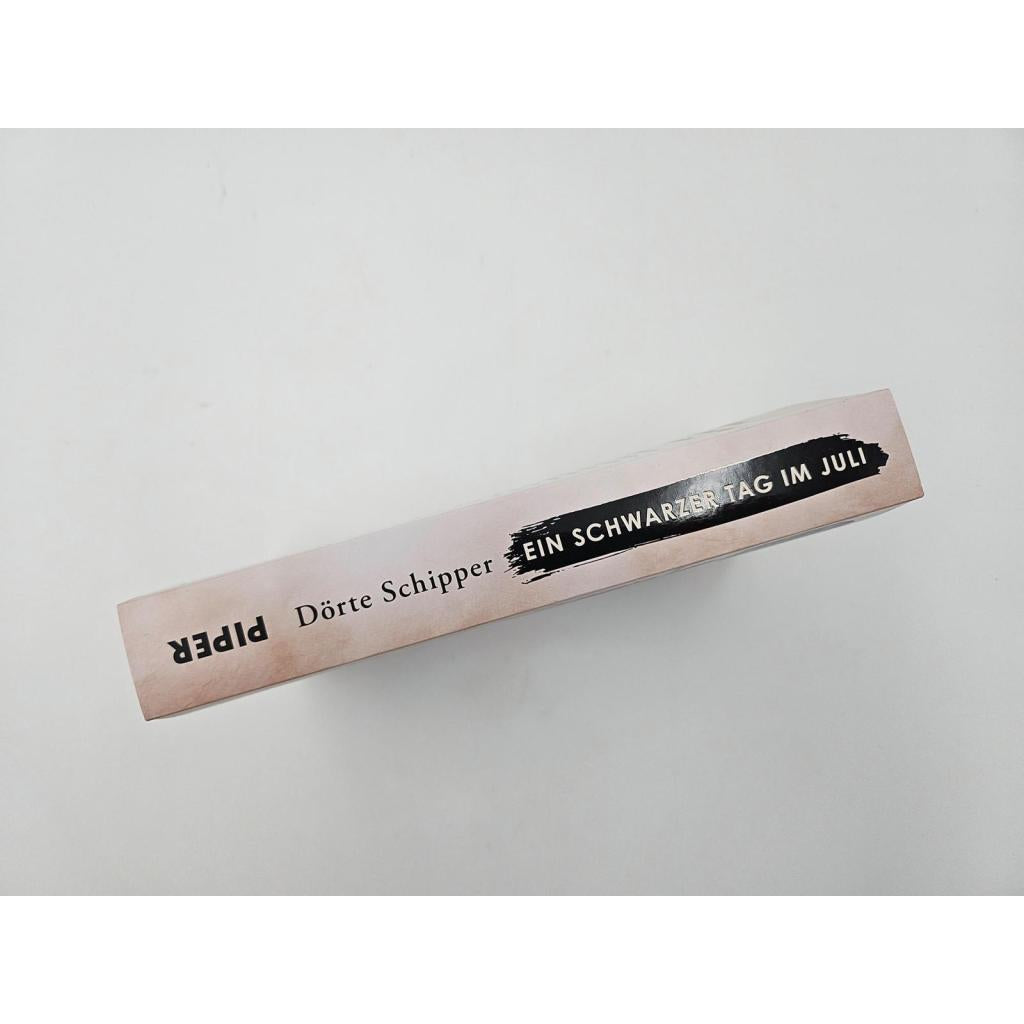 PIPER
Dörte Schipper
EIN SCHWARZER TAG IM JULI